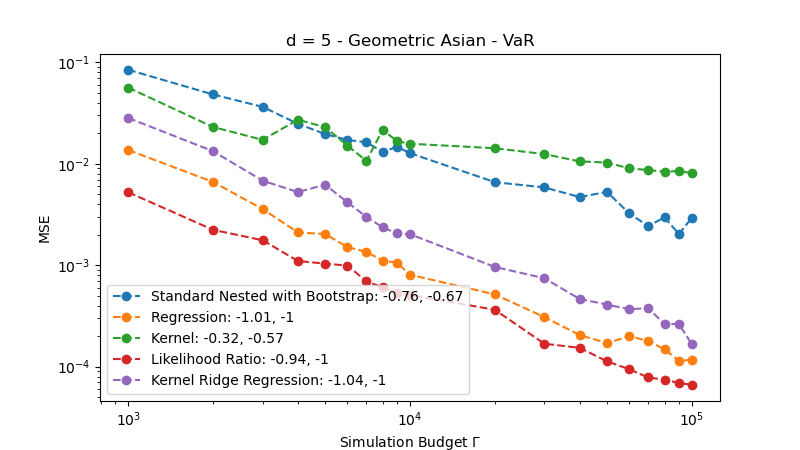 d = 5 - Geometric Asian - VaR
10⁻¹
10⁻²
10⁻³
10⁻⁴
MSE
Standard Nested with Bootstrap: -0.76, -0.67
Regression: -1.01, -1
Kernel: -0.32, -0.57
Likelihood Ratio: -0.94, -1
Kernel Ridge Regression: -1.04, -1
10³
10⁴
10⁵
Simulation Budget Γ